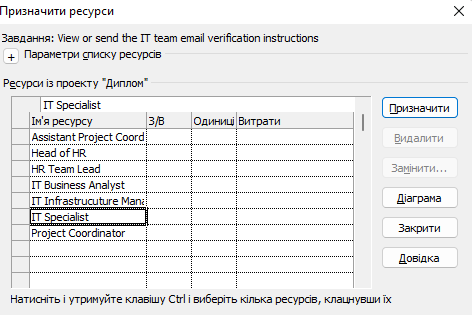 Призначити ресурси
Завдання: View or send the IT team email verification instructions
+ Параметри списку ресурсів
Ресурси із проекту "Диплом"
IT Specialist
Ім'я ресурсу З/В Одиниці Витрати
Assistant Project Coord
Head of HR
HR Team Lead
IT Business Analyst
IT Infrastrucuture Mana
IT Specialist
Project Coordinator
Призначити
Видалити
Замінити...
Діаграма
Закрити
Довідка
Натисніть і утримуйте клавішу Ctrl і виберіть кілька ресурсів, клацнувши їх